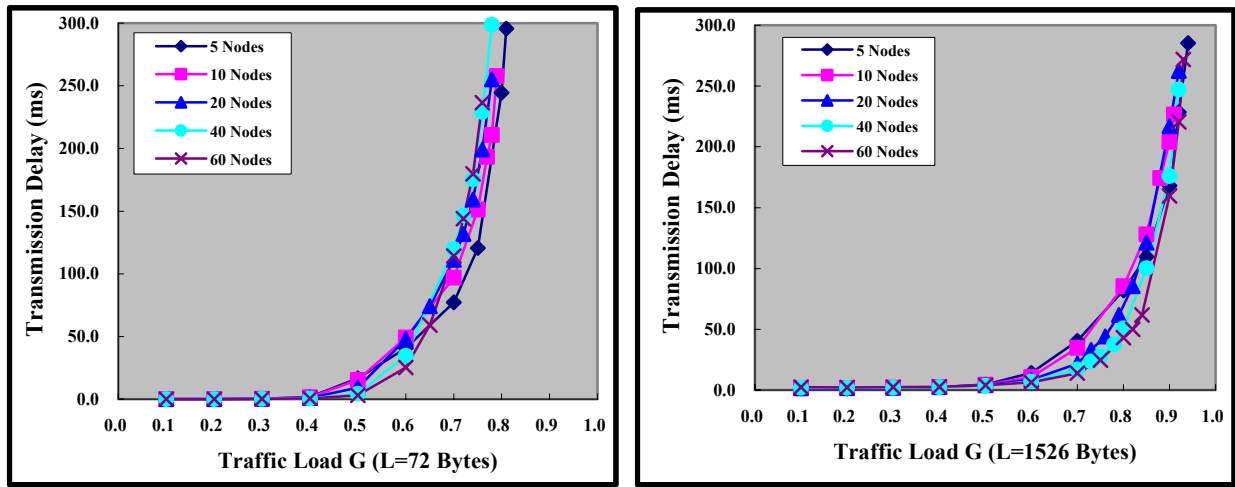 Transmission Delay (ms)
300.0
250.0
200.0
150.0
100.0
50.0
0.0
5 Nodes
10 Nodes
20 Nodes
40 Nodes
60 Nodes
0.0 0.1 0.2 0.3 0.4 0.5 0.6 0.7 0.8 0.9 1.0
Traffic Load G (L=72 Bytes)
Transmission Delay (ms)
300.0
250.0
200.0
150.0
100.0
50.0
0.0
5 Nodes
10 Nodes
20 Nodes
40 Nodes
60 Nodes
0.0 0.1 0.2 0.3 0.4 0.5 0.6 0.7 0.8 0.9 1.0
Traffic Load G (L=1526 Bytes)